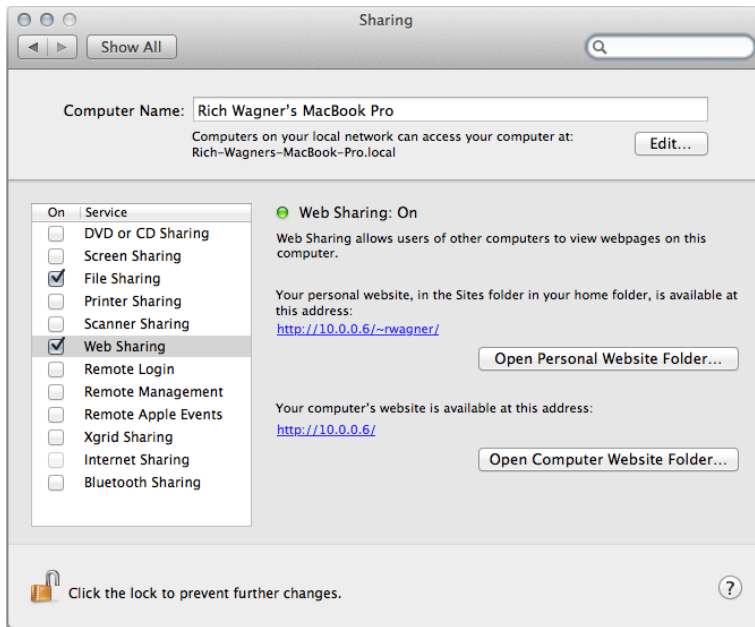 Sharing
Show All
Computer Name: Rich Wagner's MacBook Pro
Computers on your local network can access your computer at:
Rich-Wagners-MacBook-Pro.local
Edit...
On Service
DVD or CD Sharing
Screen Sharing
File Sharing
Printer Sharing
Scanner Sharing
Web Sharing
Remote Login
Remote Management
Remote Apple Events
Xgrid Sharing
Internet Sharing
Bluetooth Sharing
Web Sharing: On
Web Sharing allows users of other computers to view webpages on this
computer.
Your personal website, in the Sites folder in your home folder, is available at
this address:
http://10.0.0.6/~rwagner/
Open Personal Website Folder...
Your computer's website is available at this address:
http://10.0.0.6/
Open Computer Website Folder...
Click the lock to prevent further changes.
?